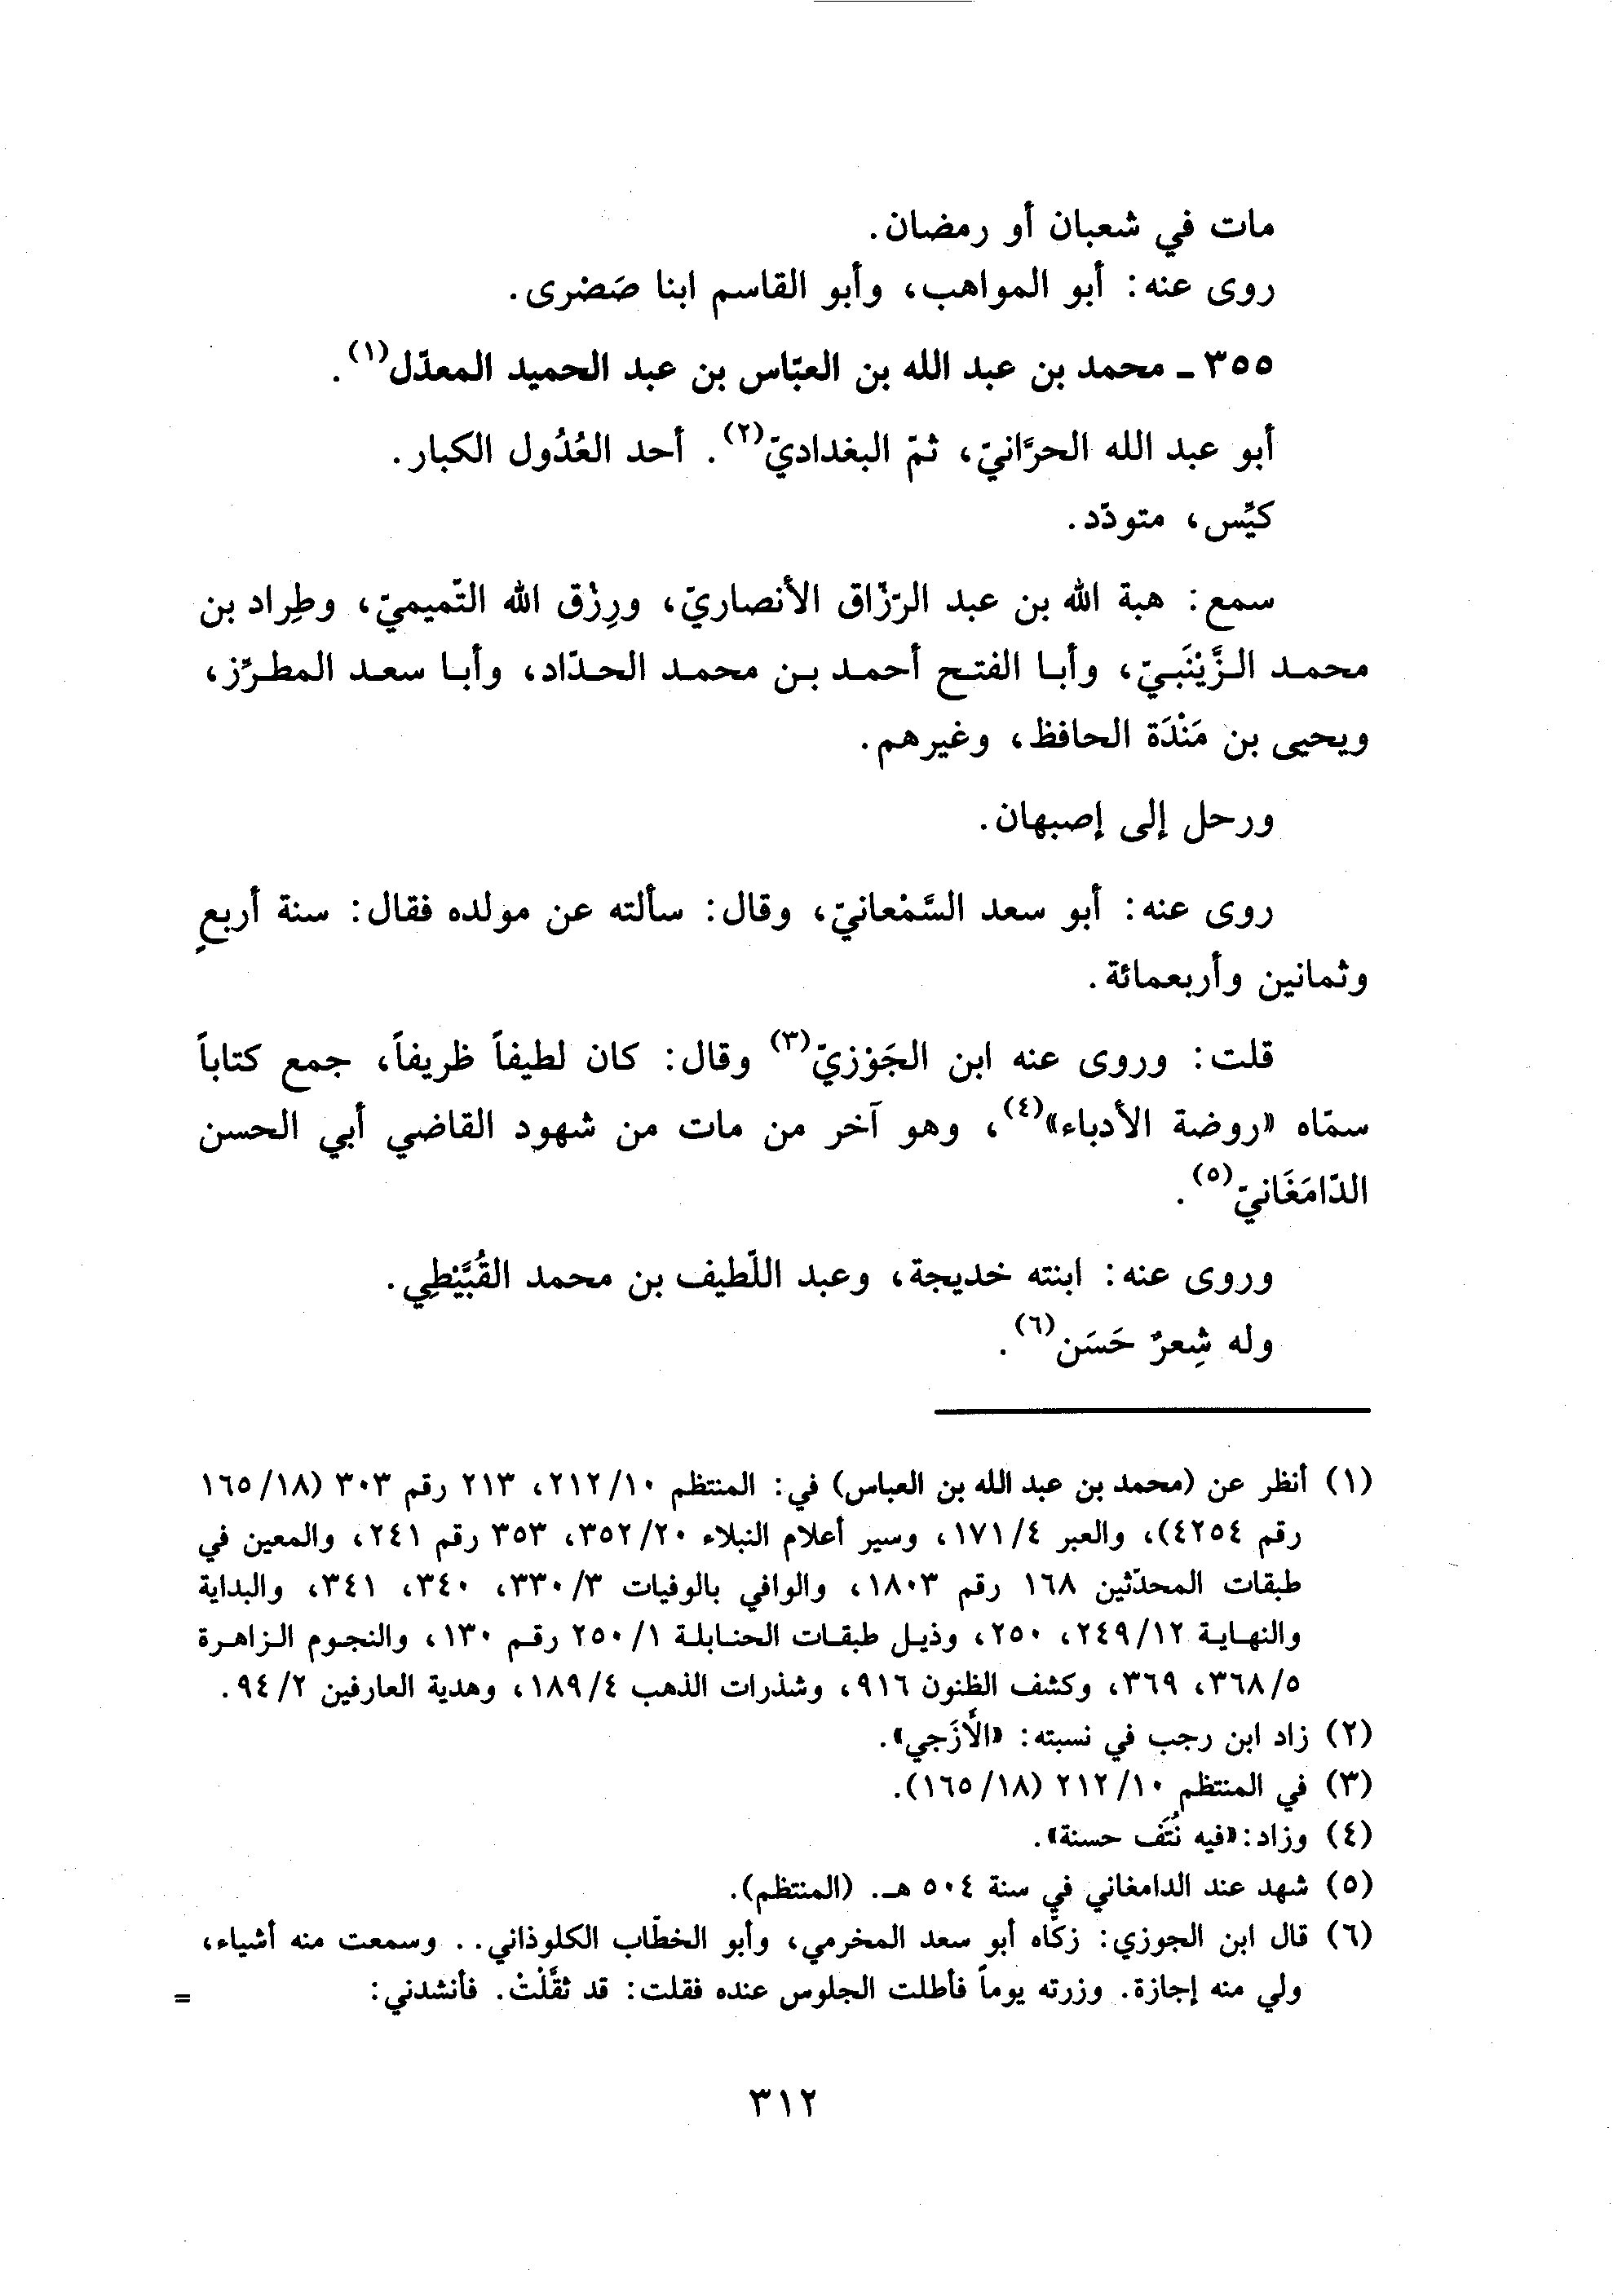 مات في شعبان أو رمضان.
روى عنه: أبو المواهب، وأبو القاسم ابنا صَصْرى.
٣٥٥ ـ محمد بن عبد الله بن العبّاس بن عبد الحميد المعدّل(١).
أبو عبد الله الحرَّانيّ، ثمّ البغداديّ(٢). أحد العُدُول الكبار.
كيِّس، متودّد.
سمع: هبة الله بن عبد الرّزّاق الأنصاريّ، ورِزْق الله التّميميّ، وطِراد بن
محمد الزَّيْنَبيّ، وأبا الفتح أحمد بن محمد الحدّاد، وأبا سعد المطرِّز،
ويحيى بن مَنْدَة الحافظ، وغيرهم.
ورحل إلى إصبهان.
روى عنه: أبو سعد السَّمْعانيّ، وقال: سألته عن مولده فقال: سنة أربعٍ
وثمانين وأربعمائة.
قلت: وروى عنه ابن الجَوْزيّ(٣) وقال: كان لطيفاً ظريفاً، جمع كتاباً
سمّاه «روضة الأدباء»(٤)، وهو آخر من مات من شهود القاضي أبي الحسن
الدّامَغَانيّ(٥).
وروى عنه: ابنته خديجة، وعبد اللّطيف بن محمد القُبَّيْطِي.
وله شِعرٌ حَسَن(٦).
(١) أنظر عن (محمد بن عبد الله بن العباس) في: المنتظم ٢١٢/١٠، ٢١٣ رقم ٣٠٣ (١٦٥/١٨
رقم ٤٢٥٤)، والعبر ١٧١/٤، وسير أعلام النبلاء ٣٥٢/٢٠، ٣٥٣ رقم ٢٤١، والمعين في
طبقات المحدّثين ١٦٨ رقم ١٨٠٣، والوافي بالوفيات ٣٣٠/٣، ٣٤٠، ٣٤١، والبداية
والنهاية ٢٤٩/١٢، ٢٥٠، وذيل طبقات الحنابلة ٢٥٠/١ رقم ١٣٠، والنجوم الزاهرة
٣٦٨/٥، ٣٦٩، وكشف الظنون ٩١٦، وشذرات الذهب ١٨٩/٤، وهدية العارفين ٩٤/٢.
(٢) زاد ابن رجب في نسبته: «الأَزَجي».
(٣) في المنتظم ٢١٢/١٠ (١٦٥/١٨).
(٤) وزاد: «فيه نُتَف حسنة».
(٥) شهد عند الدامغاني في سنة ٥٠٤ هـ. (المنتظم).
(٦) قال ابن الجوزي: زكّاه أبو سعد المخرمي، وأبو الخطّاب الكلوذاني.. وسمعت منه أشياء،
ولي منه إجازة. وزرته يوماً فأطلت الجلوس عنده فقلت: قد ثقَّلْتُ. فأنشدني: =
٣١٢